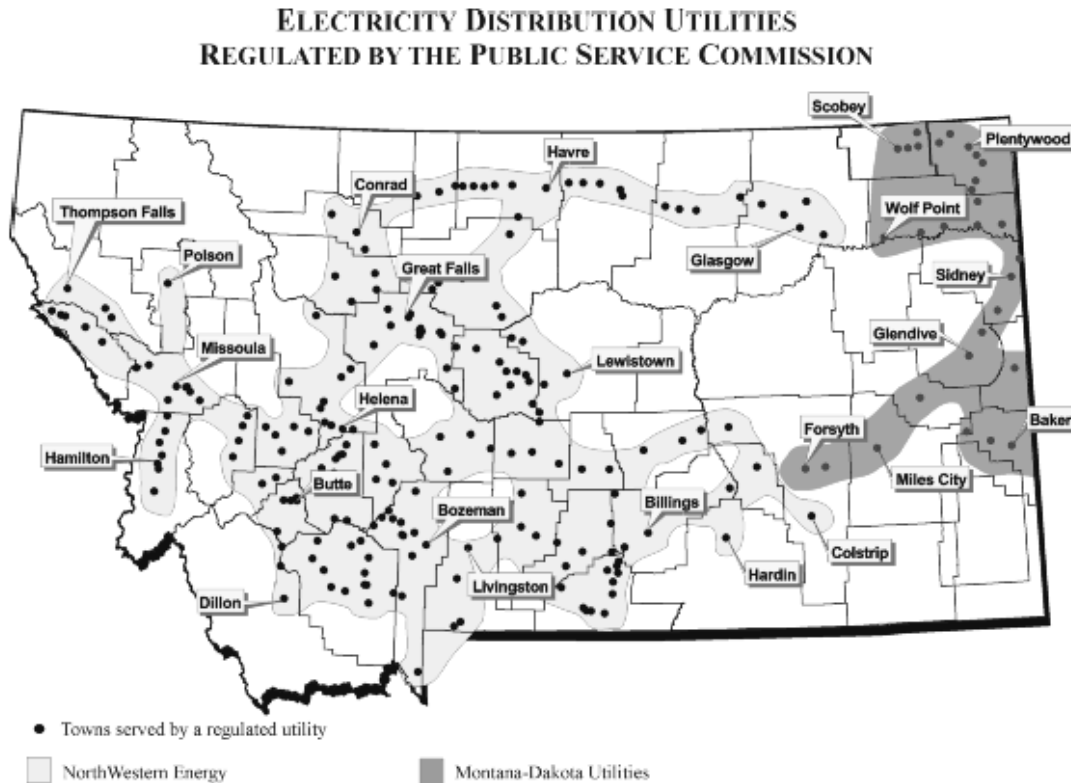 ELECTRICITY DISTRIBUTION UTILITIES
REGULATED BY THE PUBLIC SERVICE COMMISSION
Scobey
Plentywood
Havre
Conrad
Thompson Falls
Wolf Point
Polson
Glasgow
Great Falls
Sidney
Glendive
Missoula
Lewistown
Helena
Baker
Forsyth
Hamilton
Miles City
Butte
Billings
Bozeman
Colstrip
Hardin
Livingston
Dillon
Towns served by a regulated utility
NorthWestern Energy
Montana-Dakota Utilities